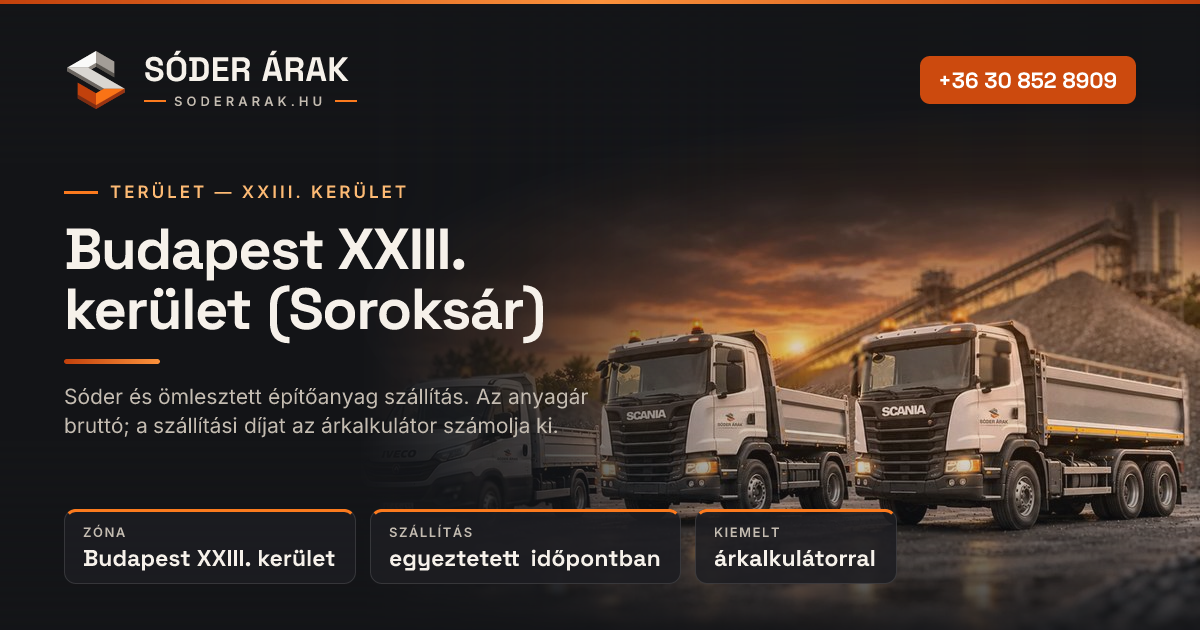 SÓDER ÁRAK
SODERARAK.HU
+36 30 852 8909
TERÜLET — XXIII. KERÜLET
Budapest XXIII.
kerület (Soroksár)
Sóder és ömlesztett építőanyag szállítás. Az anyagár
bruttó; a szállítási díjat az árkalkulátor számolja ki.
IVECO
SCANIA
SÓDER ÁRAK
SCANIA
SÓDER ÁRAK
ZÓNA
Budapest XXIII. kerület
SZÁLLÍTÁS
egyeztetett időpontban
KIEMELT
árkalkulátorral